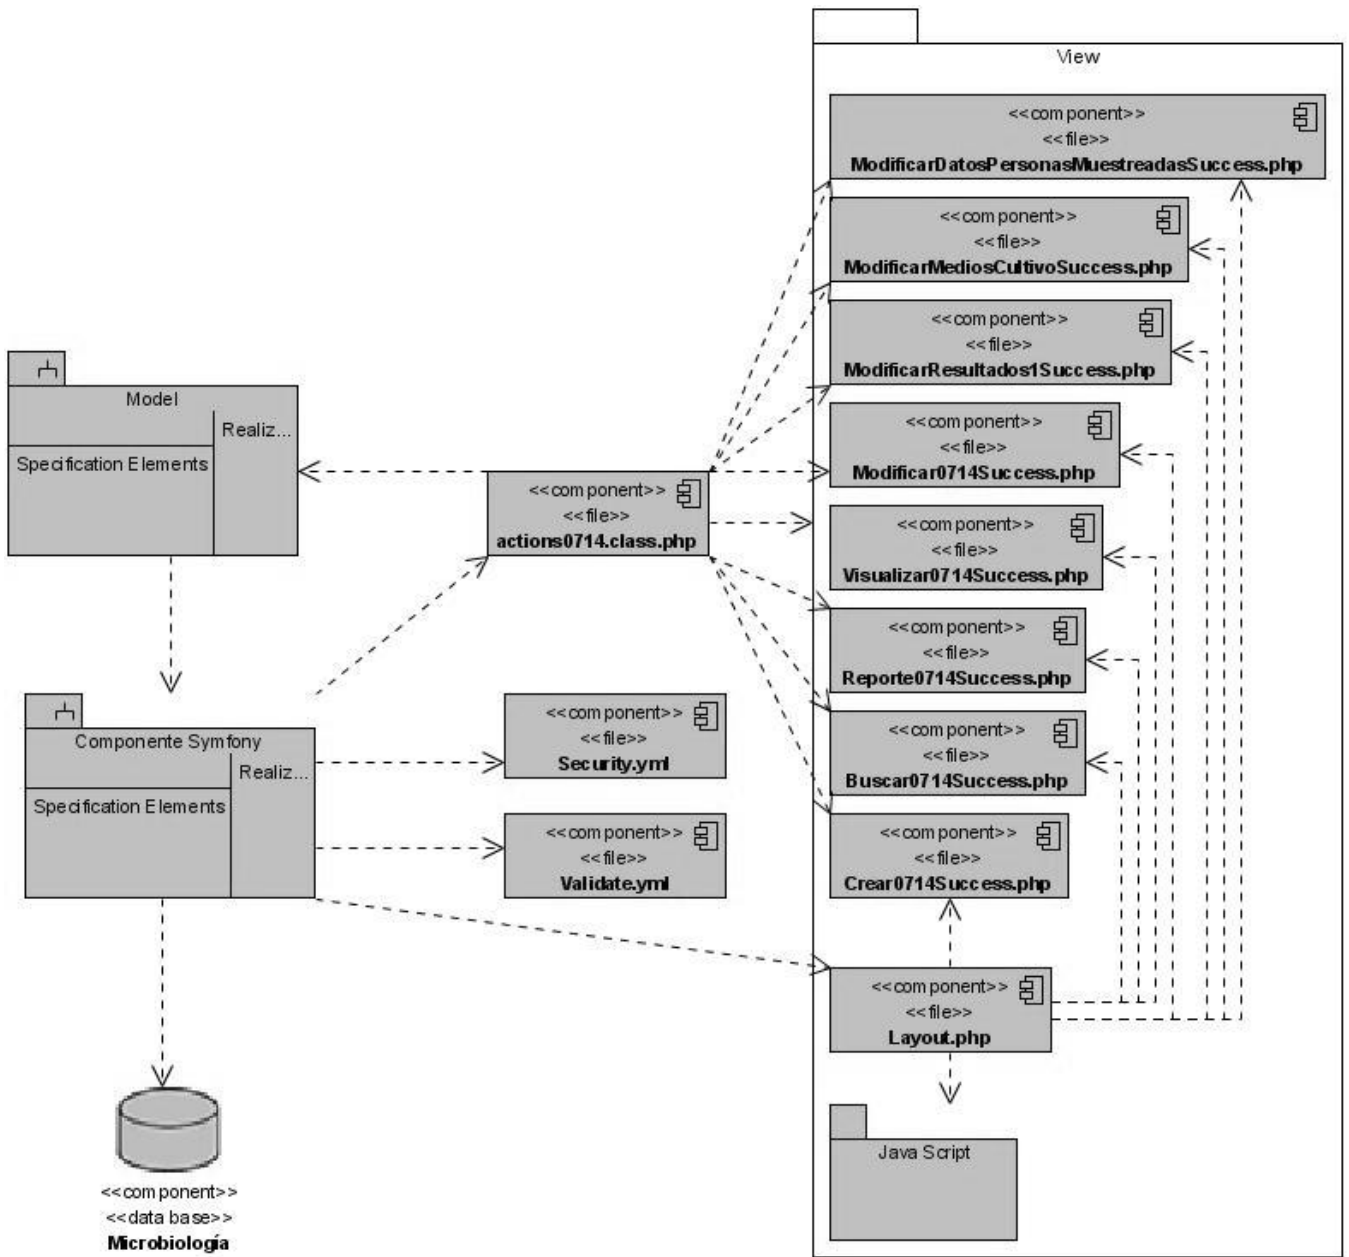 View
<<component>>
<<file>>
ModificarDatosPersonasMuestreadasSuccess.php
<<component>>
<<file>>
ModificarMediosCultivoSuccess.php
<<component>>
<<file>>
ModificarResultados1Success.php
<<component>>
<<file>>
Modificar0714Success.php
<<component>>
<<file>>
Visualizar0714Success.php
<<component>>
<<file>>
Reporte0714Success.php
<<component>>
<<file>>
Buscar0714Success.php
<<component>>
<<file>>
Crear0714Success.php
<<component>>
<<file>>
Layout.php
Java Script
Model
Realiz...
Specification Elements
<<component>>
<<file>>
actions0714.class.php
Componente Symfony
Realiz...
Specification Elements
<<component>>
<<file>>
Security.yml
<<component>>
<<file>>
Validate.yml
<<component>>
<<data base>>
Microbiología